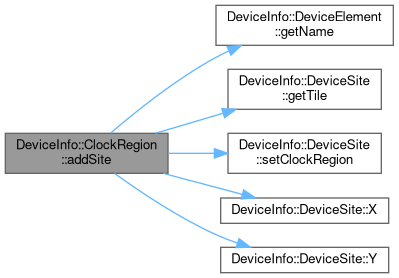 DeviceInfo::DeviceElement
::getName
DeviceInfo::DeviceSite
::getTile
DeviceInfo::ClockRegion
::addSite
DeviceInfo::DeviceSite
::setClockRegion
DeviceInfo::DeviceSite::X
DeviceInfo::DeviceSite::Y